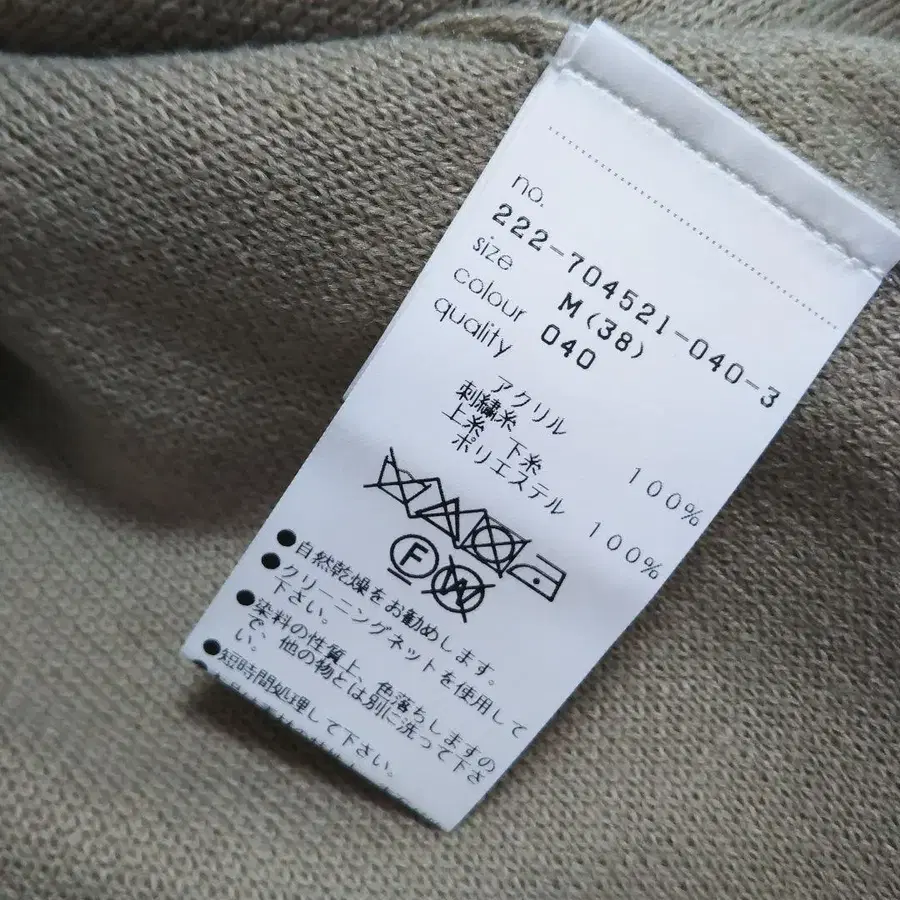 no.
222-704521-040-3
size M(38)
colour 040
quality
アクリル 100%
刺繍糸
上糸 下糸
ポリエステル 100%
F
W
●自然乾燥をお勧めします。
●クリーニングネットを使用して
下さい。
●染料の性質上、色落ちしますの
で、他の物とは別に洗って下さ
い。
●短時間処理して下さい。